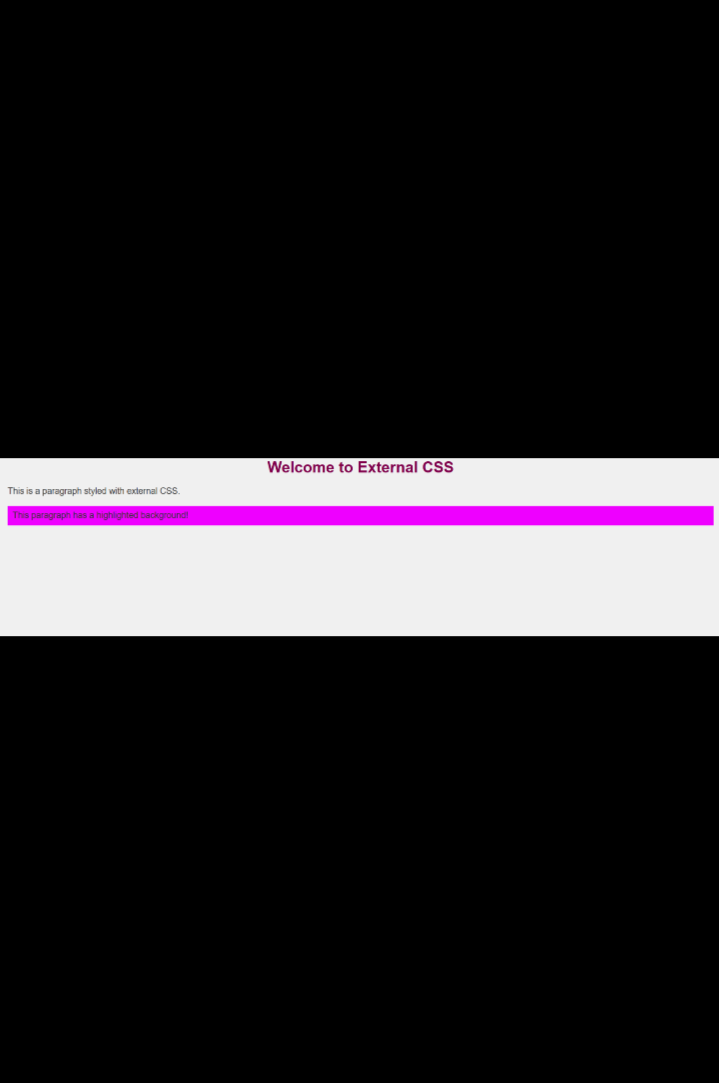 Welcome to External CSS
This is a paragraph styled with external CSS.
This paragraph has a highlighted background!